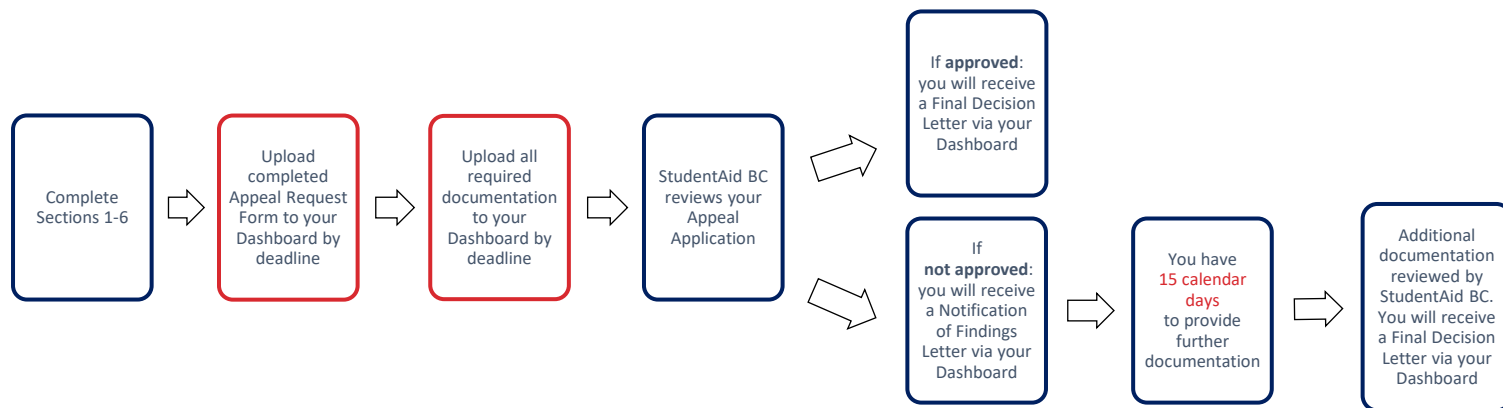 Complete
Sections 1-6
Upload
completed
Appeal Request
Form to your
Dashboard by
deadline
Upload all
required
documentation
to your
Dashboard by
deadline
StudentAid BC
reviews your
Appeal
Application
If approved:
you will receive
a Final Decision
Letter via your
Dashboard
If
not approved:
you will receive
a Notification
of Findings
Letter via your
Dashboard
You have
15 calendar
days
to provide
further
documentation
Additional
documentation
reviewed by
StudentAid BC.
You will receive
a Final Decision
Letter via your
Dashboard